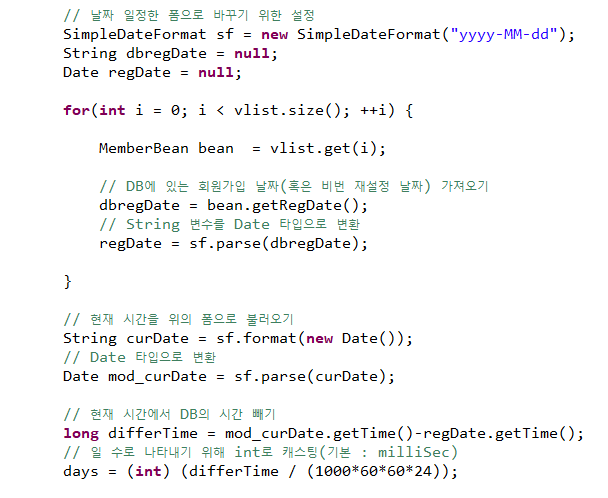 // 날짜 일정한 폼으로 바꾸기 위한 설정
SimpleDateFormat sf = new SimpleDateFormat("yyyy-MM-dd");
String dbregDate = null;
Date regDate = null;
for(int i = 0; i < vlist.size(); ++i) {
MemberBean bean  = vlist.get(i);
// DB에 있는 회원가입 날짜(혹은 비번 재설정 날짜) 가져오기
dbregDate = bean.getRegDate();
// String 변수를 Date 타입으로 변환
regDate = sf.parse(dbregDate);
}
// 현재 시간을 위의 폼으로 불러오기
String curDate = sf.format(new Date());
// Date 타입으로 변환
Date mod_curDate = sf.parse(curDate);
// 현재 시간에서 DB의 시간 빼기
long differTime = mod_curDate.getTime()-regDate.getTime();
// 일 수로 나타내기 위해 int로 캐스팅(기본 : milliSec)
days = (int) (differTime / (1000*60*60*24));